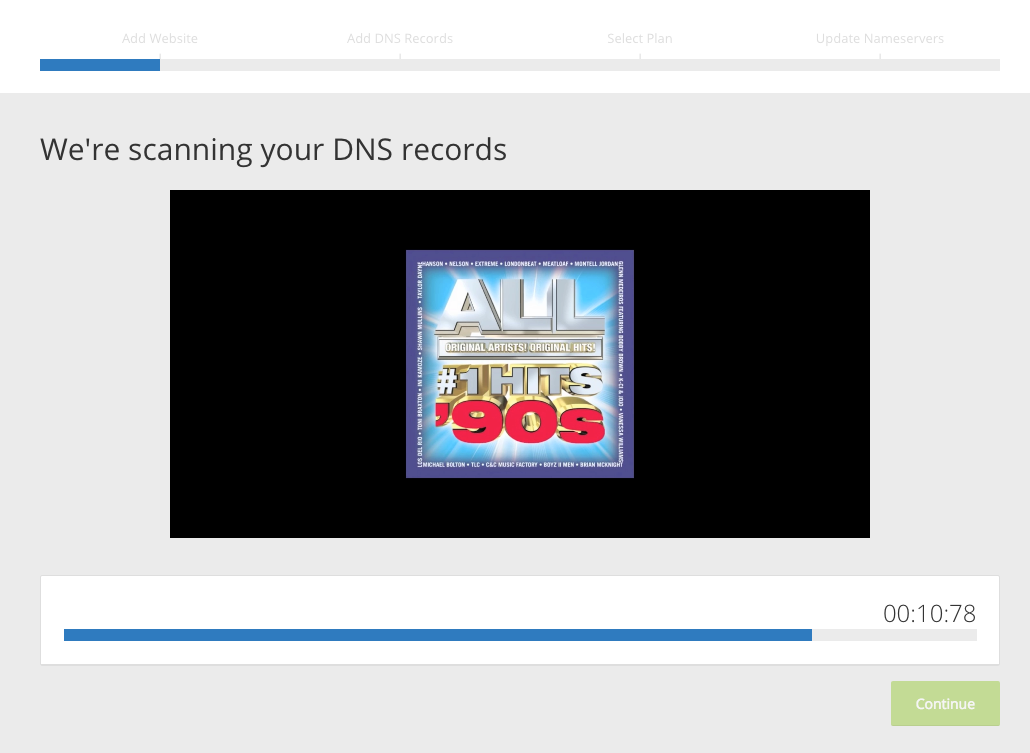 Add Website
Add DNS Records
Select Plan
Update Nameservers
We're scanning your DNS records
HANSON • NELSON • EXTREME • LONDONBEAT • MEATLOAF • MONTELL JORDAN
GLENN MEDEIROS FEATURING BOBBY BROWN • K-CI & JOJO • VANESSA WILLIAMS
LOS DEL RIO • TONI BRAXTON • INI KAMOZE • SHAWN MULLINS • TAYLOR DAYNE
ALL
ORIGINAL ARTISTS! ORIGINAL HITS!
#1 HITS
'90s
MICHAEL BOLTON • TLC • C&C MUSIC FACTORY • BOYZ II MEN • BRIAN MCKNIGHT
00:10:78
Continue